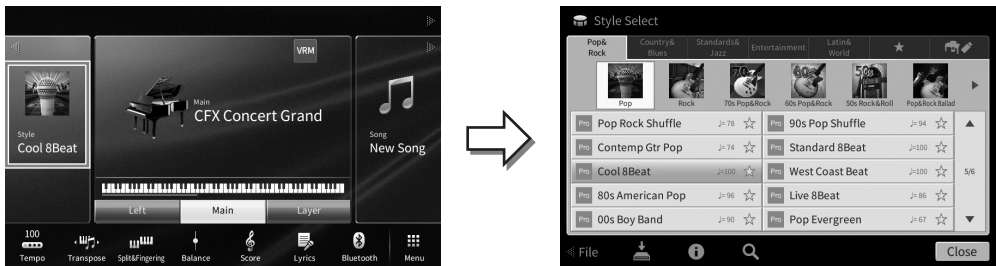 VRM
Main
CFX Concert Grand
Style
Cool 8Beat
Song
New Song
Left
Main
Layer
100
Tempo
Transpose
Split&Fingering
Balance
Score
Lyrics
Bluetooth
Menu
Style Select
Pop&
Rock
Country&
Blues
Standards&
Jazz
Entertainment
Latin&
World
Pop
Rock
70s
70s Pop&Rock
60s
60s Pop&Rock
50s
50s Rock&Roll
Pop&Rock Ballad
Pro Pop Rock Shuffle ♩= 78
Pro 90s Pop Shuffle ♩= 94
Pro Contemp Gtr Pop ♩= 74
Pro Standard 8Beat ♩=100
Pro Cool 8Beat ♩=100
Pro West Coast Beat ♩=100
5/6
Pro 80s American Pop ♩= 96
Pro Live 8Beat ♩= 86
Pro 00s Boy Band ♩= 90
Pro Pop Evergreen ♩= 67
File
Close